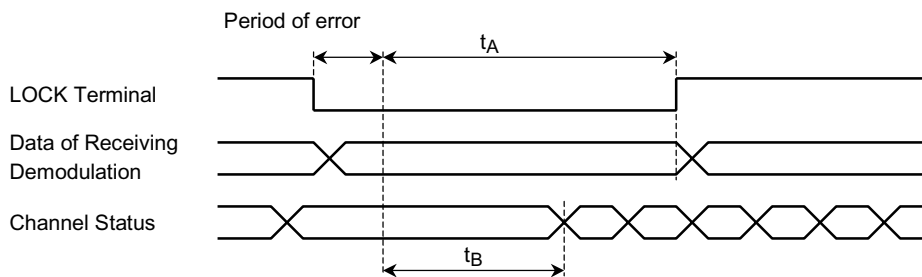 Period of error
tA
LOCK Terminal
Data of Receiving
Demodulation
Channel Status
tB